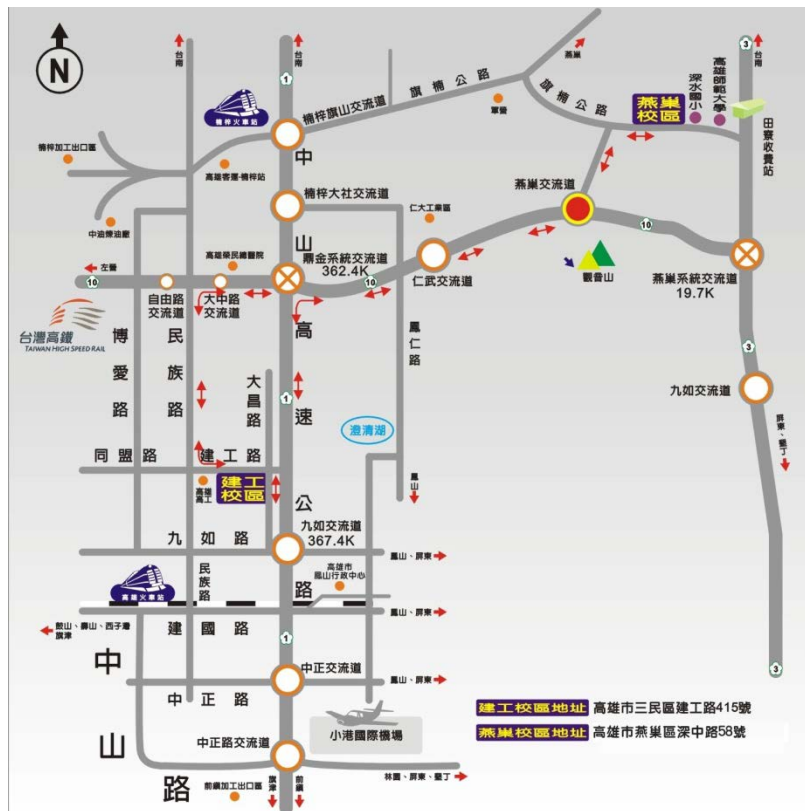 N
台南
1
台南
燕巢
3
台南
高雄師範大學
深水國小
燕巢
校區
田寮收費站
旗楠公路
旗楠公路
軍營
楠梓旗山交流道
楠梓火車站
楠梓加工出口區
高雄客運-楠梓站
中油煉油廠
楠梓大社交流道
仁大工業區
燕巢交流道
10
高雄榮民總醫院
鼎金系統交流道
362.4K
仁武交流道
觀音山
燕巢系統交流道
19.7K
左營
10
自由路
交流道
大中路
交流道
10
3
台灣高鐵
TAIWAN HIGH SPEED RAIL
博愛路
民族路
大昌路
中山高速公路
1
鳳仁路
九如交流道
屏東、墾丁
澄清湖
同盟路
建工路
高雄高工
建工
校區
鳳山
九如路
九如交流道
367.4K
鳳山、屏東
民族路
高雄市
鳳山行政中心
高雄火車站
鼓山、壽山、西子灣
旗津
建國路
鳳山、屏東
1
中正交流道
鳳山、屏東
中正路
3
中山路
小港國際機場
中正路交流道
前鎮加工出口區
旗津
前鎮
林園、屏東、墾丁
建工校區地址 高雄市三民區建工路415號
燕巢校區地址 高雄市燕巢區深中路58號